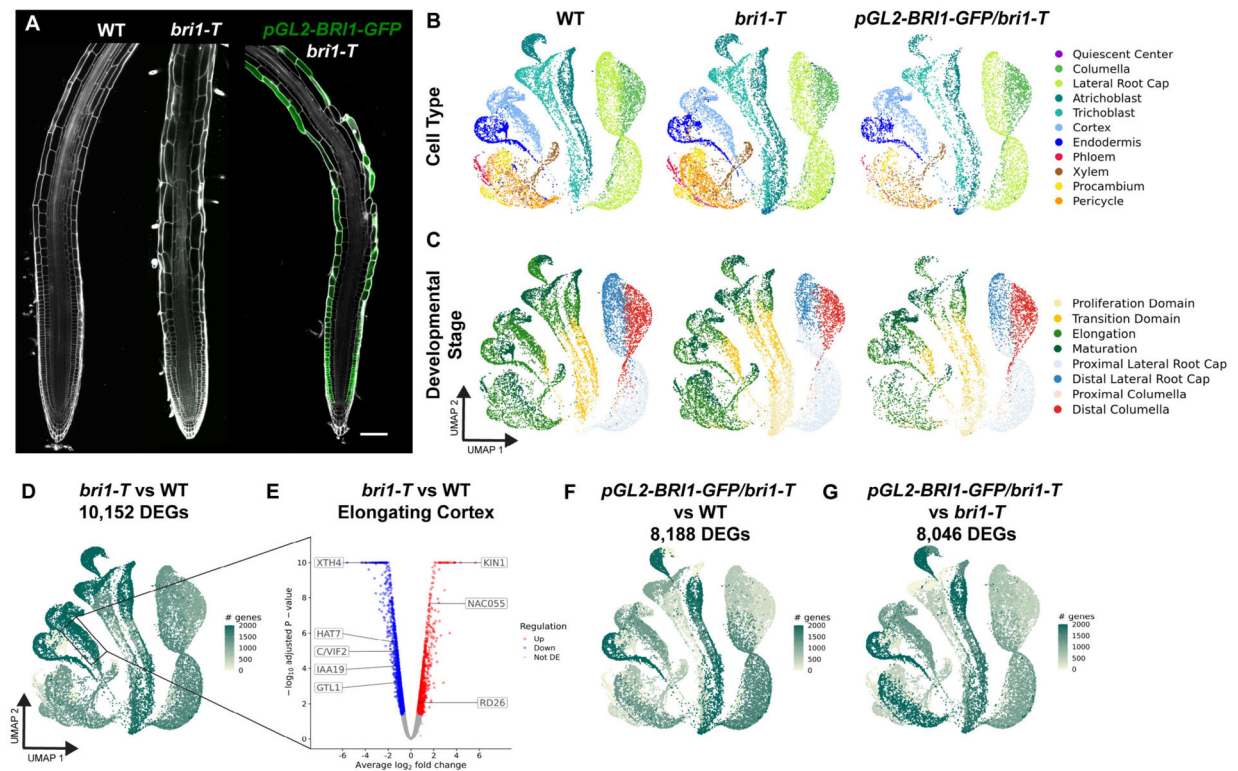 A
WT
bri1-T
pGL2-BRI1-GFP
bri1-T
B
WT
bri1-T
pGL2-BRI1-GFP/bri1-T
Cell Type
Quiescent Center
Columella
Lateral Root Cap
Atrichoblast
Trichoblast
Cortex
Endodermis
Phloem
Xylem
Procambium
Pericycle
C
Developmental
Stage
UMAP 2
UMAP 1
Proliferation Domain
Transition Domain
Elongation
Maturation
Proximal Lateral Root Cap
Distal Lateral Root Cap
Proximal Columella
Distal Columella
D
bri1-T vs WT
10,152 DEGs
# genes
2000
1500
1000
500
0
UMAP 2
UMAP 1
E
bri1-T vs WT
Elongating Cortex
XTH4
KIN1
NAC055
HAT7
C/VIF2
IAA19
GTL1
RD26
− log10 adjusted P − value
10
8
6
4
2
0
-6
-4
-2
0
2
4
6
Average log2 fold change
Regulation
Up
Down
Not DE
F
pGL2-BRI1-GFP/bri1-T
vs WT
8,188 DEGs
# genes
2000
1500
1000
500
0
G
pGL2-BRI1-GFP/bri1-T
vs bri1-T
8,046 DEGs
# genes
2000
1500
1000
500
0